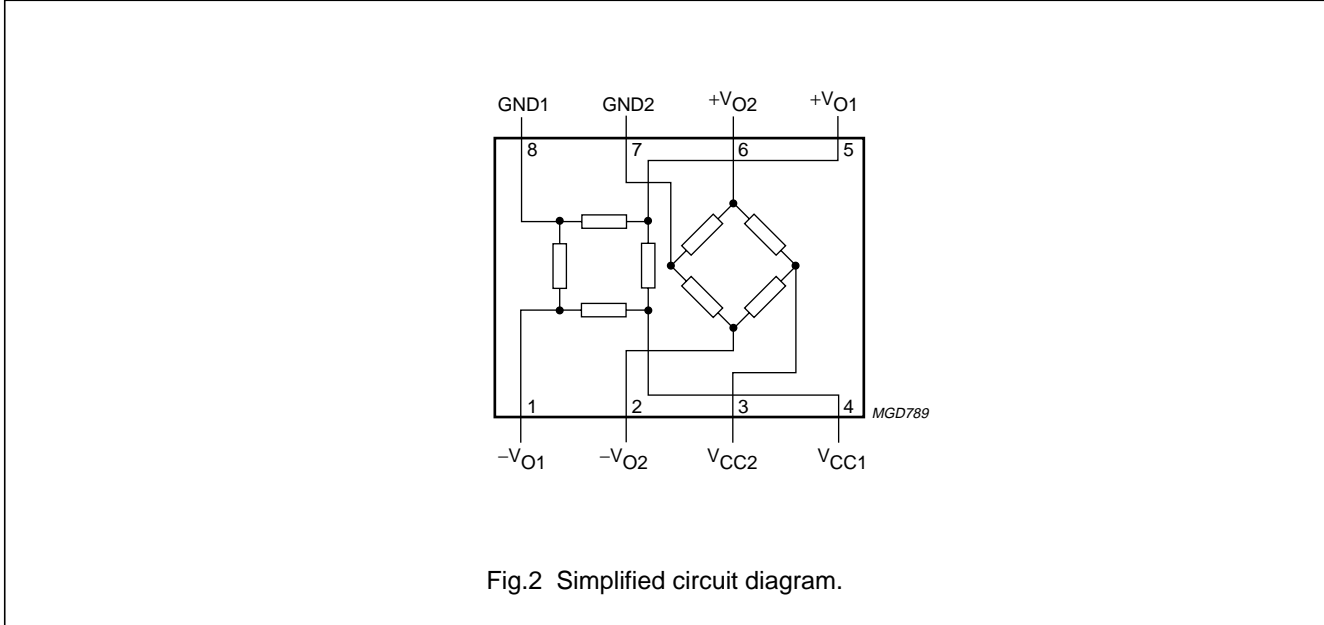 GND1 GND2 +VO2 +VO1
8 7 6 5
1 2 3 4
MGD789
−VO1 −VO2 VCC2 VCC1
Fig.2 Simplified circuit diagram.